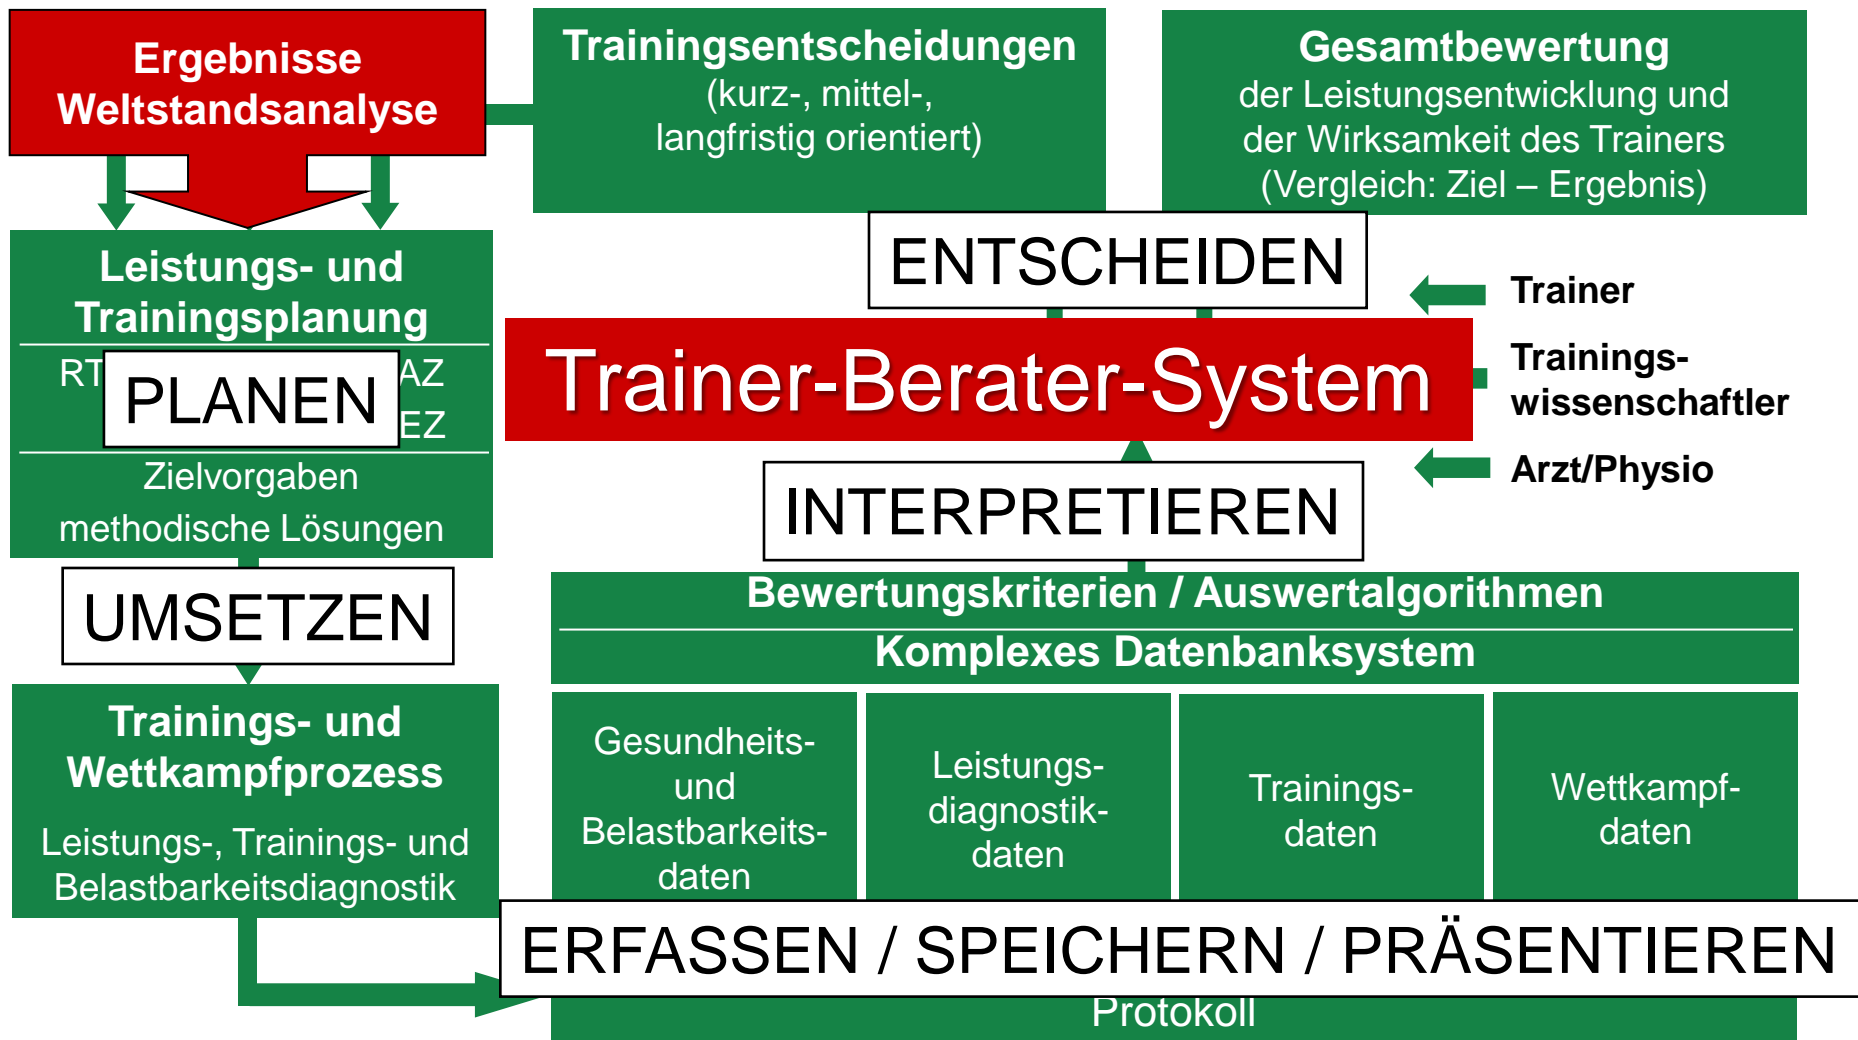 Ergebnisse
Weltstandsanalyse
Trainingsentscheidungen
(kurz-, mittel-,
langfristig orientiert)
Gesamtbewertung
der Leistungsentwicklung und
der Wirksamkeit des Trainers
(Vergleich: Ziel – Ergebnis)
ENTSCHEIDEN
Leistungs- und
Trainingsplanung
RT
AZ
PLANEN
EZ
Zielvorgaben
methodische Lösungen
Trainer-Berater-System
Trainer
Trainings-
wissenschaftler
Arzt/Physio
INTERPRETIEREN
UMSETZEN
Bewertungskriterien / Auswertalgorithmen
Komplexes Datenbanksystem
Trainings- und
Wettkampfprozess
Leistungs-, Trainings- und
Belastbarkeitsdiagnostik
Gesundheits-
und
Belastbarkeits-
daten
Leistungs-
diagnostik-
daten
Trainings-
daten
Wettkampf-
daten
ERFASSEN / SPEICHERN / PRÄSENTIEREN
Protokoll